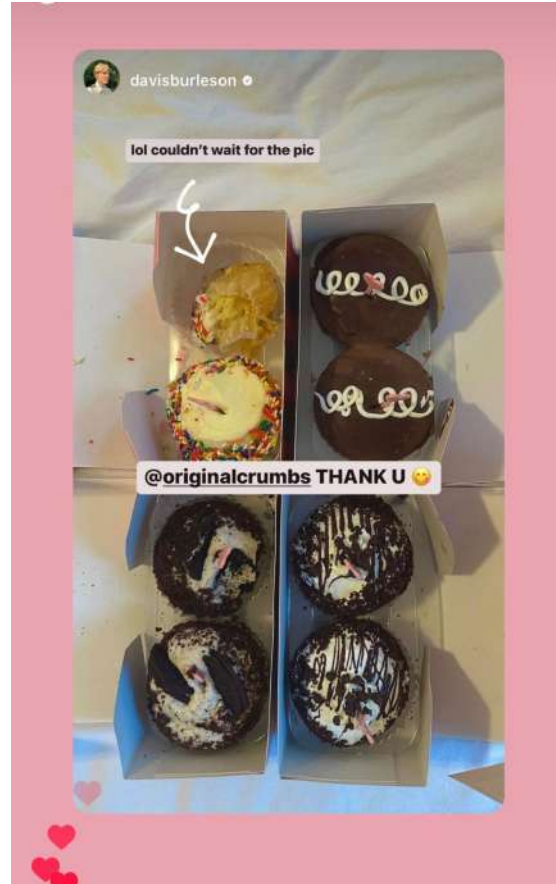 davisburleson
lol couldn't wait for the pic
@originalcrumbs THANK U 😋